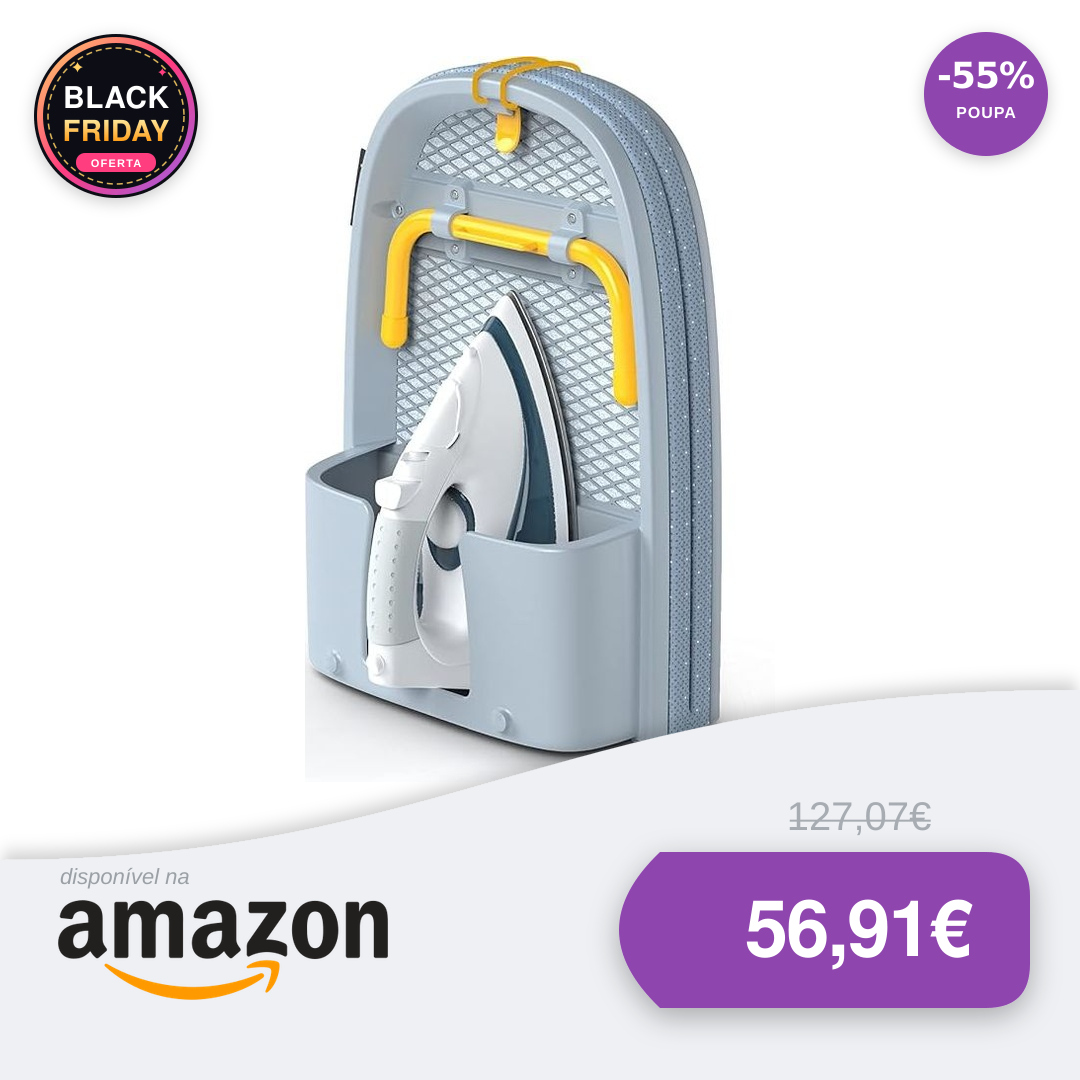 BLACK
FRIDAY
OFERTA
-55%
POUPA
127,07€
disponível na
amazon
56,91€